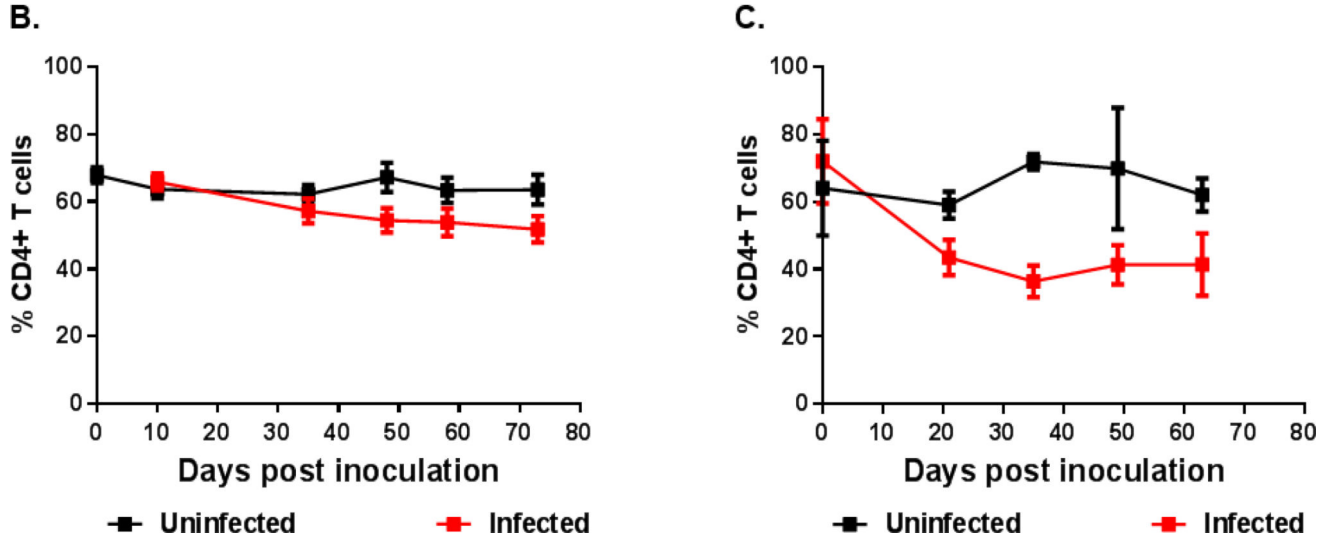 B.
100
80
60
40
20
0
% CD4+ T cells
0 10 20 30 40 50 60 70 80
Days post inoculation
Uninfected Infected
C.
100
80
60
40
20
0
% CD4+ T cells
0 10 20 30 40 50 60 70 80
Days post inoculation
Uninfected Infected